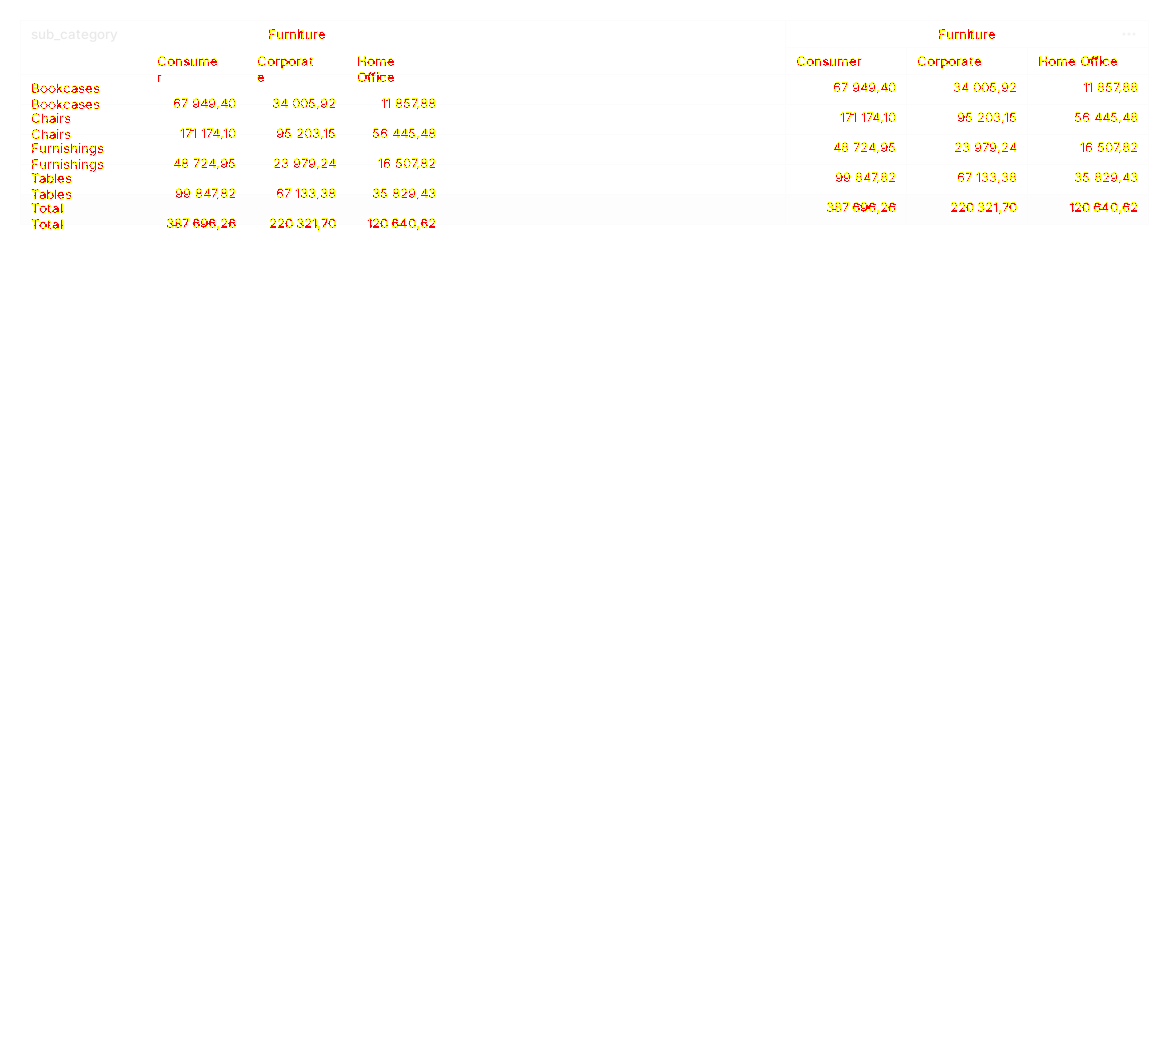 sub_category Furniture Furniture ...
Consume Corporat Home Consumer Corporate Home Office
r e Office
Bookcases 67 949,40 34 005,92 11 857,88
Bookcases 67 949,40 34 005,92 11 857,88
Chairs 171 174,10 95 203,15 56 445,48
Chairs 171 174,10 95 203,15 56 445,48
Furnishings 48 724,95 23 979,24 16 507,82
Furnishings 48 724,95 23 979,24 16 507,82
Tables 99 847,82 67 133,38 35 829,43
Tables 99 847,82 67 133,38 35 829,43
Total 387 696,26 220 321,70 120 640,62
Total 387 696,26 220 321,70 120 640,62